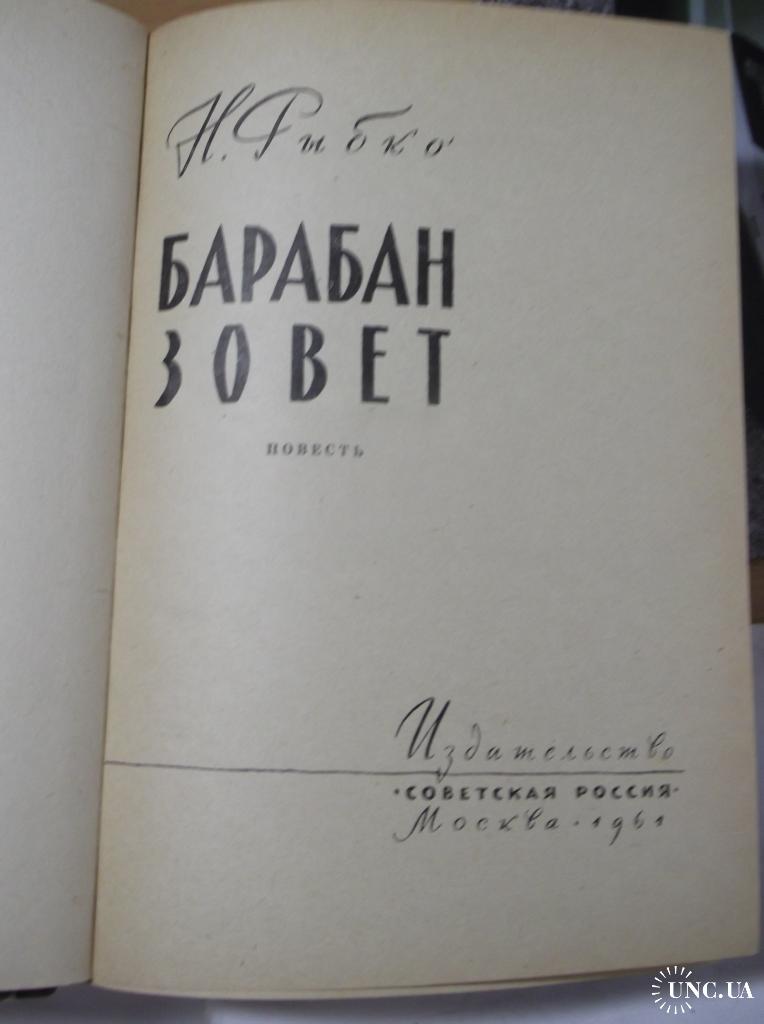 Н. Рыбко
БАРАБАН
ЗОВЕТ
ПОВЕСТЬ
Издательство
«СОВЕТСКАЯ РОССИЯ»
Москва · 1961
UNC.UA